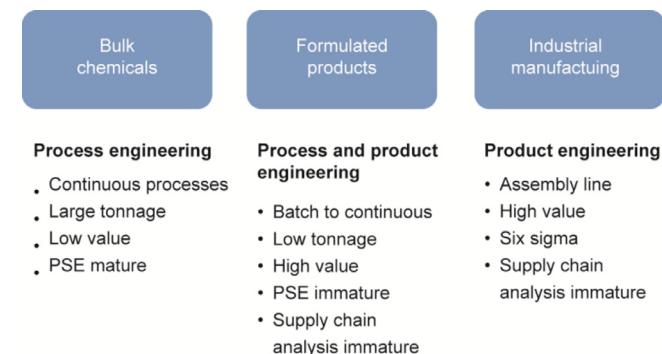 Bulk
chemicals
Formulated
products
Industrial
manufactuing
Process engineering
• Continuous processes
• Large tonnage
• Low value
• PSE mature
Process and product
engineering
• Batch to continuous
• Low tonnage
• High value
• PSE immature
• Supply chain
analysis immature
Product engineering
• Assembly line
• High value
• Six sigma
• Supply chain
analysis immature